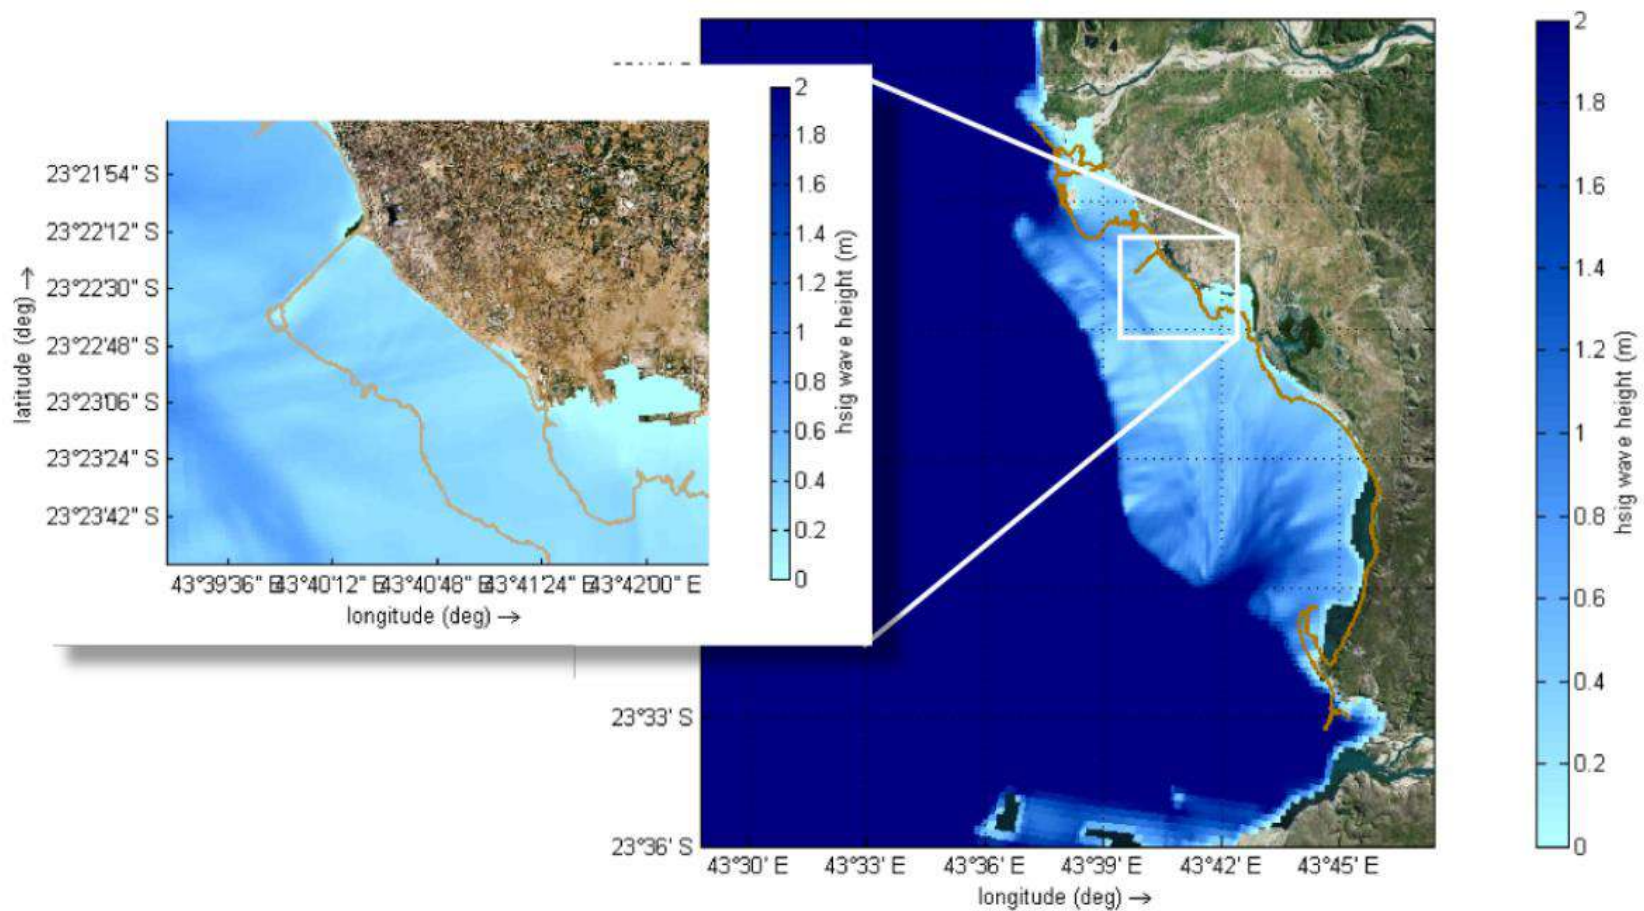 2
1.8
1.6
1.4
1.2
1
0.8
0.6
0.4
0.2
0
hsig wave height (m)
23°21'54" S
23°22'12" S
23°22'30" S
23°22'48" S
23°23'06" S
23°23'24" S
23°23'42" S
latitude (deg) →
43°39'36" E
43°40'12" E
43°40'48" E
43°41'24" E
43°42'00" E
longitude (deg) →
2
1.8
1.6
1.4
1.2
1
0.8
0.6
0.4
0.2
0
hsig wave height (m)
23°33' S
23°36' S
43°30' E
43°33' E
43°36' E
43°39' E
43°42' E
43°45' E
longitude (deg) →